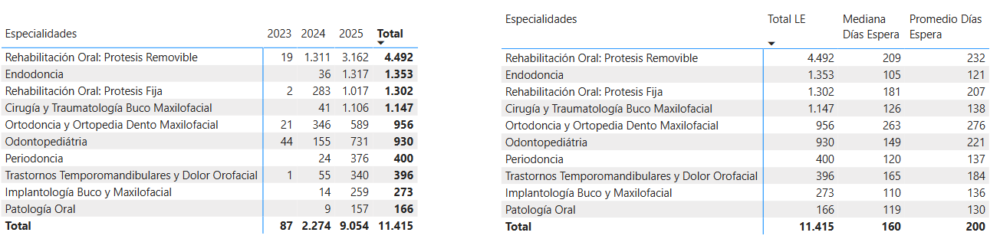 Especialidades 2023 2024 2025 Total
Rehabilitación Oral: Protesis Removible 19 1.311 3.162 4.492
Endodoncia 36 1.317 1.353
Rehabilitación Oral: Protesis Fija 2 283 1.017 1.302
Cirugía y Traumatología Buco Maxilofacial 41 1.106 1.147
Ortodoncia y Ortopedia Dento Maxilofacial 21 346 589 956
Odontopediátria 44 155 731 930
Periodoncia 24 376 400
Trastornos Temporomandibulares y Dolor Orofacial 1 55 340 396
Implantología Buco y Maxilofacial 14 259 273
Patología Oral 9 157 166
Total 87 2.274 9.054 11.415
Especialidades Total LE Mediana Promedio Días
Días Espera Espera
Rehabilitación Oral: Protesis Removible 4.492 209 232
Endodoncia 1.353 105 121
Rehabilitación Oral: Protesis Fija 1.302 181 207
Cirugía y Traumatología Buco Maxilofacial 1.147 126 138
Ortodoncia y Ortopedia Dento Maxilofacial 956 263 276
Odontopediátria 930 149 221
Periodoncia 400 120 137
Trastornos Temporomandibulares y Dolor Orofacial 396 165 184
Implantología Buco y Maxilofacial 273 110 136
Patología Oral 166 119 130
Total 11.415 160 200